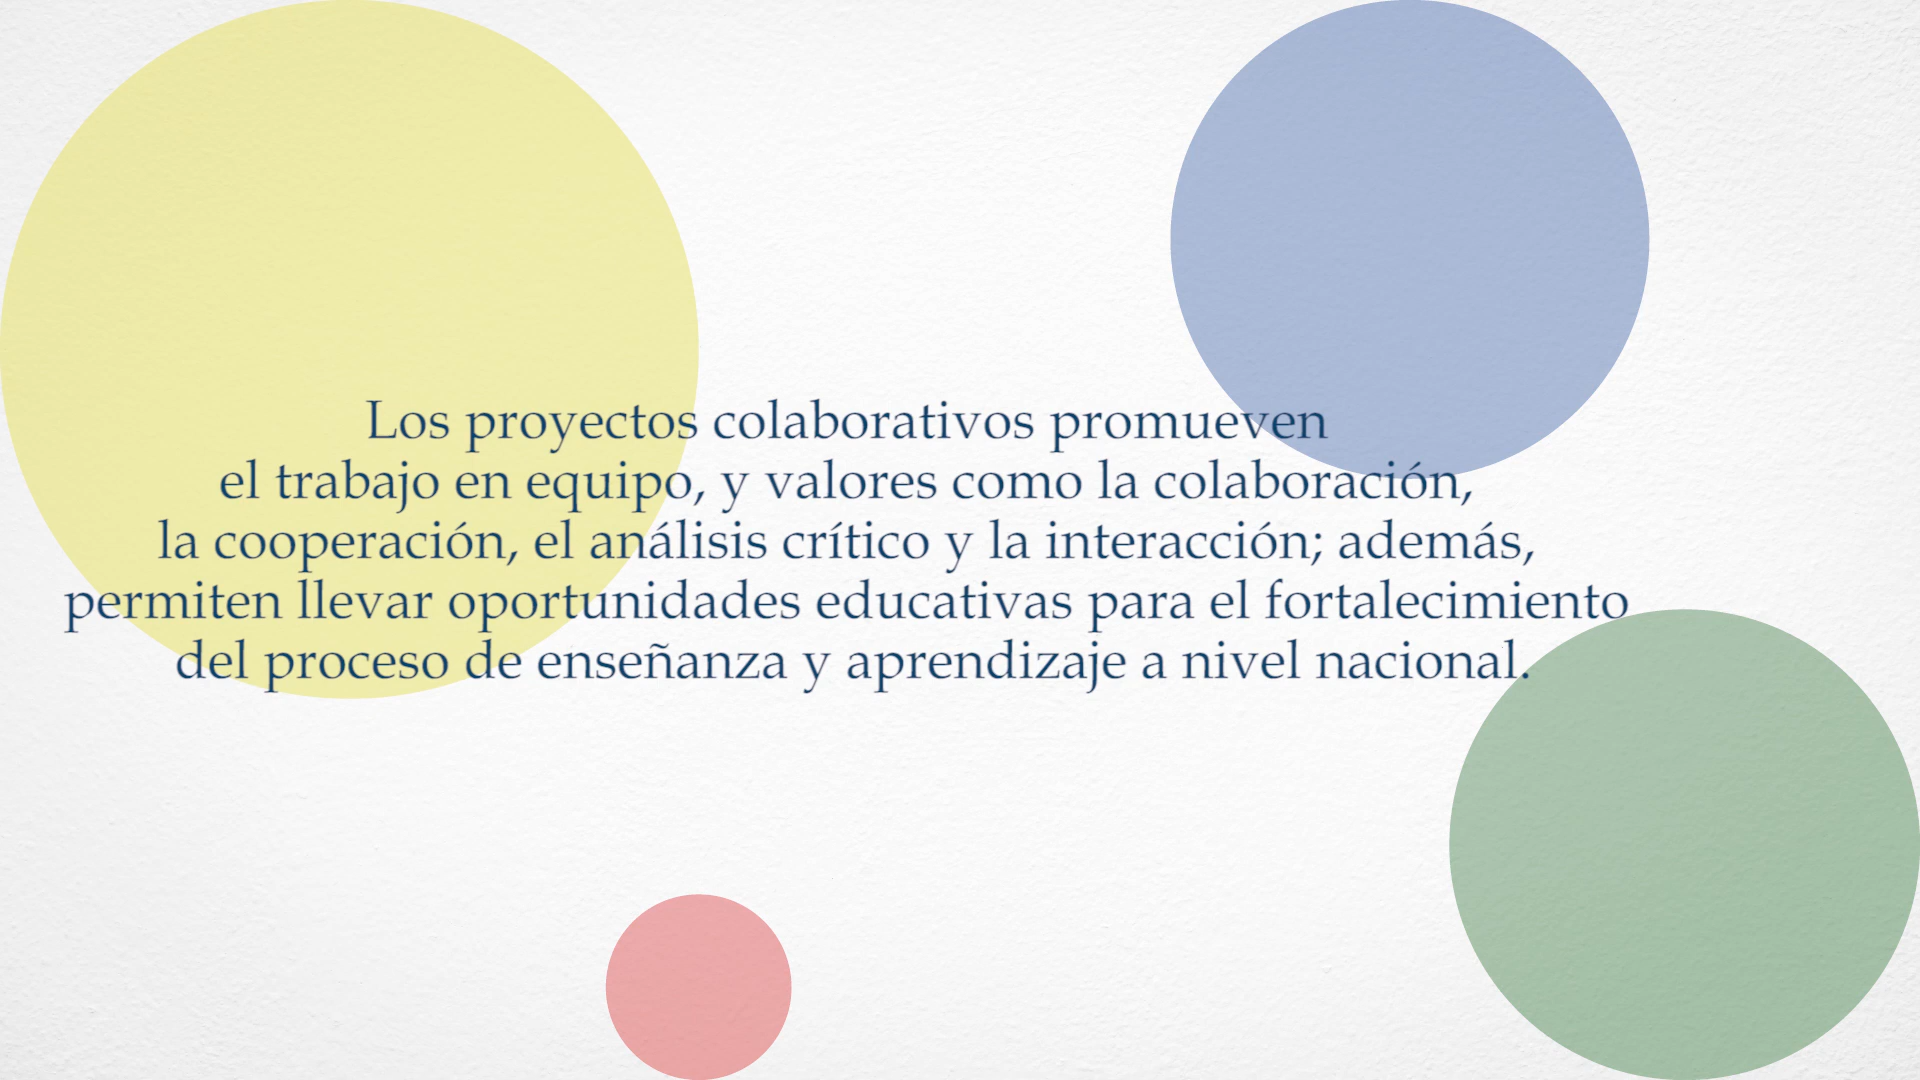 Los proyectos colaborativos promueven
el trabajo en equipo, y valores como la colaboración,
la cooperación, el análisis crítico y la interacción; además,
permiten llevar oportunidades educativas para el fortalecimiento
del proceso de enseñanza y aprendizaje a nivel nacional.